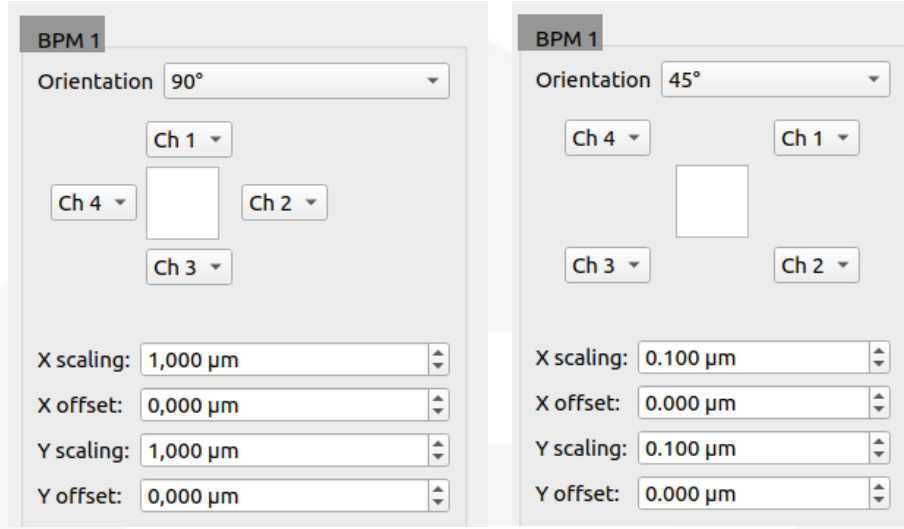 BPM 1
Orientation 90°
Ch 1
Ch 4 Ch 2
Ch 3
X scaling: 1,000 µm
X offset: 0,000 µm
Y scaling: 1,000 µm
Y offset: 0,000 µm
BPM 1
Orientation 45°
Ch 4 Ch 1
Ch 3 Ch 2
X scaling: 0.100 µm
X offset: 0.000 µm
Y scaling: 0.100 µm
Y offset: 0.000 µm